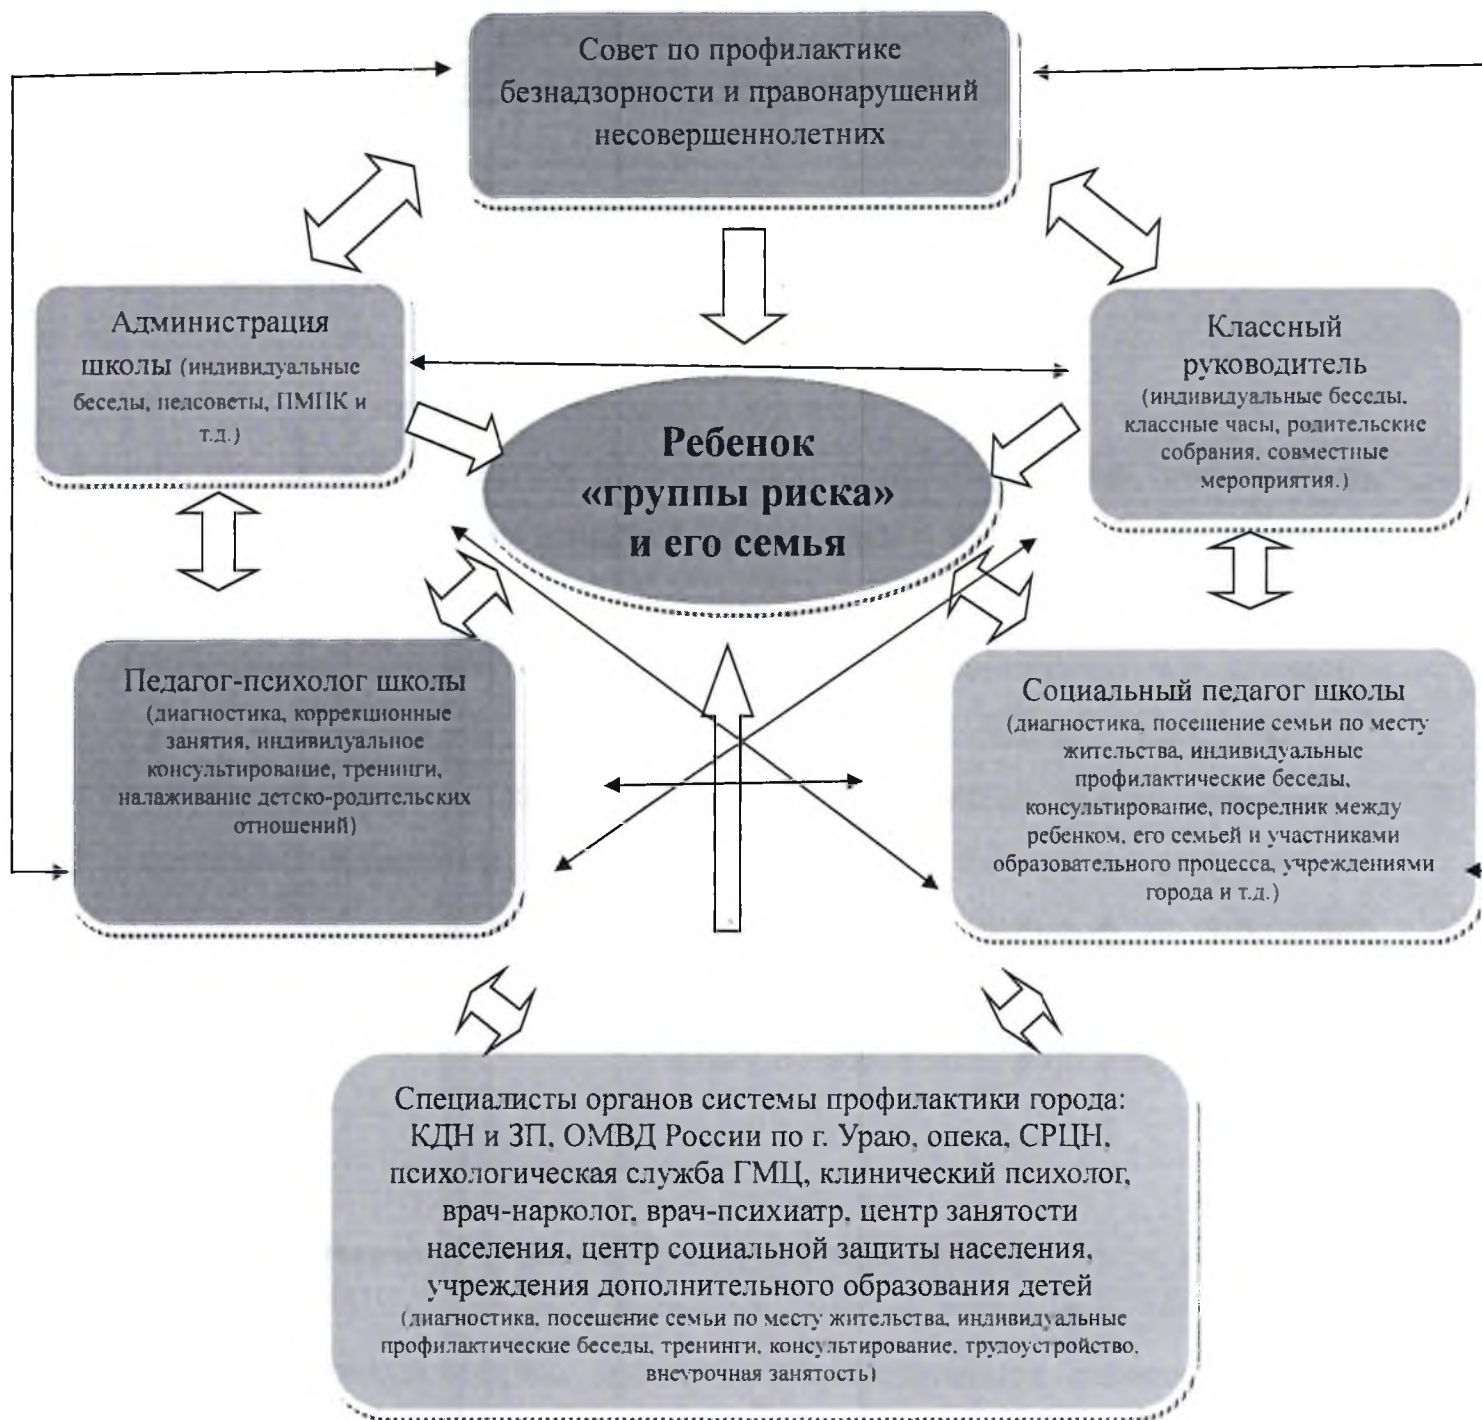 Совет по профилактике
безнадзорности и правонарушений
несовершеннолетних
Администрация
школы (индивидуальные
беседы, педсоветы, ПМПК и
т.д.)
Классный
руководитель
(индивидуальные беседы,
классные часы, родительские
собрания, совместные
мероприятия.)
Ребенок
«группы риска»
и его семья
Педагог-психолог школы
(диагностика, коррекционные
занятия, индивидуальное
консультирование, тренинги,
налаживание детско-родительских
отношений)
Социальный педагог школы
(диагностика, посещение семьи по месту
жительства, индивидуальные
профилактические беседы,
консультирование, посредник между
ребенком, его семьей и участниками
образовательного процесса, учреждениями
города и т.д.)
Специалисты органов системы профилактики города:
КДН и ЗП, ОМВД России по г. Ураю, опека, СРЦН,
психологическая служба ГМЦ, клинический психолог,
врач-нарколог, врач-психиатр, центр занятости
населения, центр социальной защиты населения,
учреждения дополнительного образования детей
(диагностика, посещение семьи по месту жительства, индивидуальные
профилактические беседы, тренинги, консультирование, трудоустройство,
внеурочная занятость)